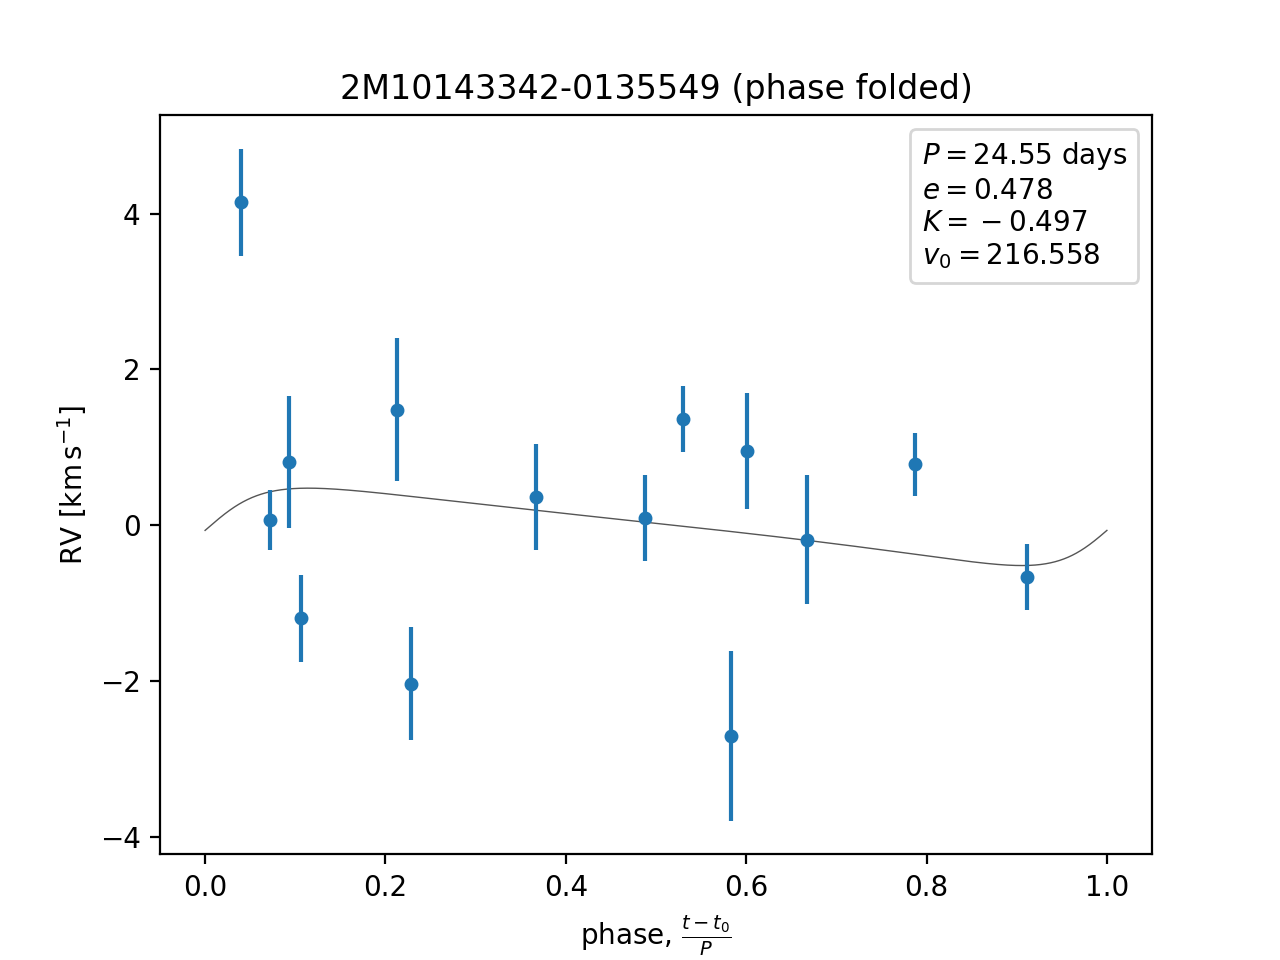 2M10143342-0135549 (phase folded)
P = 24.55 days
e = 0.478
K = −0.497
v₀ = 216.558
RV [km s⁻¹]
4
2
0
−2
−4
0.0 0.2 0.4 0.6 0.8 1.0
phase, (t − t₀)/P